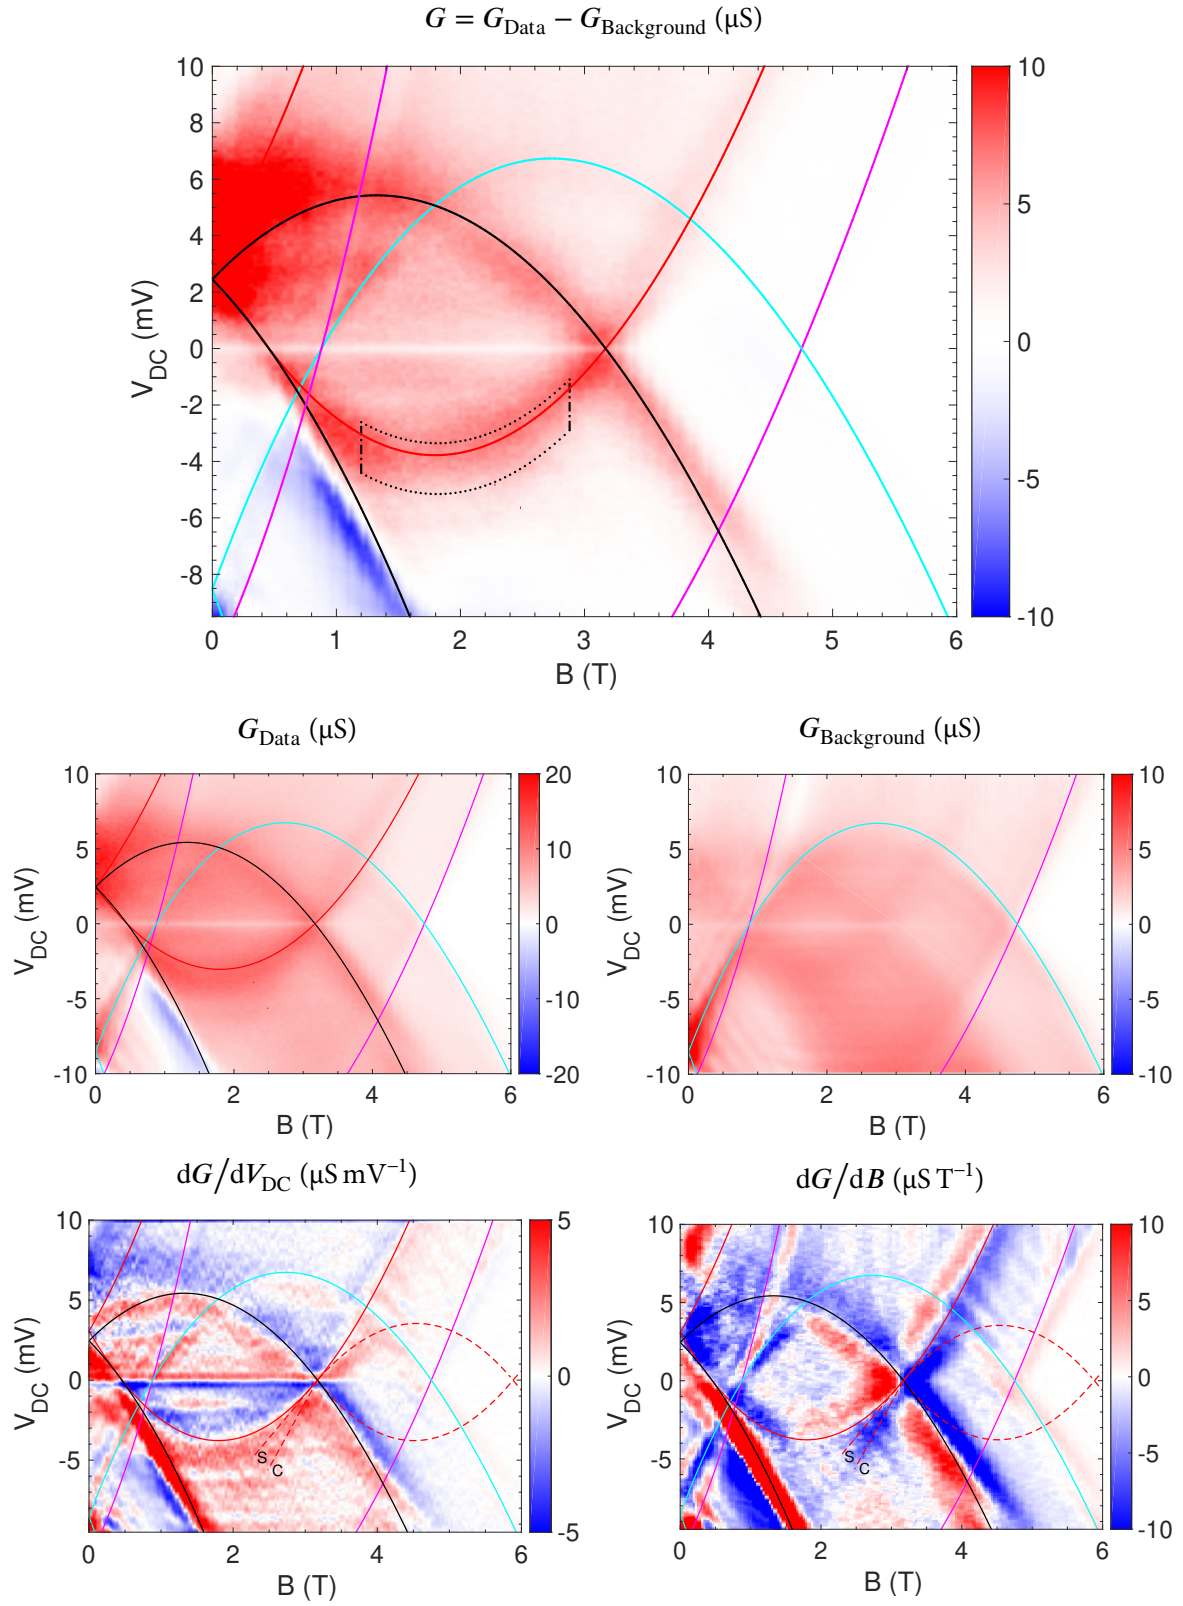 G = G_Data − G_Background (μS)
10
8
6
4
2
0
-2
-4
-6
-8
V_DC (mV)
0 1 2 3 4 5 6
B (T)
10
5
0
-5
-10
G_Data (μS)
10
5
0
-5
-10
V_DC (mV)
0 2 4 6
B (T)
20
10
0
-10
-20
G_Background (μS)
10
5
0
-5
-10
V_DC (mV)
0 2 4 6
B (T)
10
5
0
-5
-10
dG/dV_DC (μS mV⁻¹)
10
5
0
-5
V_DC (mV)
S
C
0 2 4 6
B (T)
5
0
-5
dG/dB (μS T⁻¹)
10
5
0
-5
V_DC (mV)
S
C
0 2 4 6
B (T)
10
5
0
-5
-10